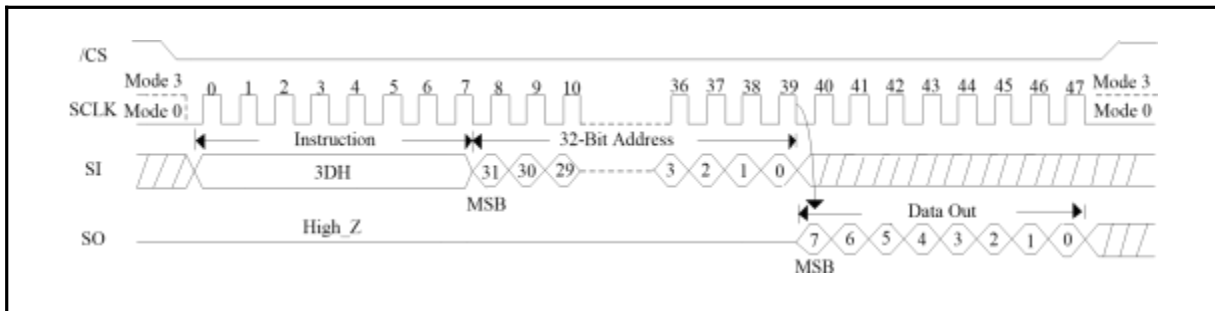 /CS
Mode 3 0 1 2 3 4 5 6 7 8 9 10 36 37 38 39 40 41 42 43 44 45 46 47 Mode 3
SCLK Mode 0 Mode 0
Instruction 32-Bit Address
SI 3DH 31 30 29 3 2 1 0
MSB
Data Out
High_Z
SO 7 6 5 4 3 2 1 0
MSB